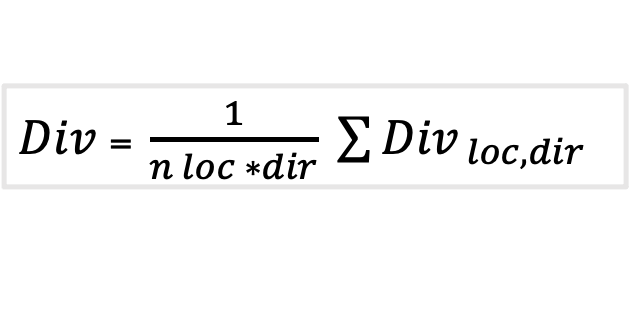 Div = 1 / n loc *dir ∑ Div loc,dir